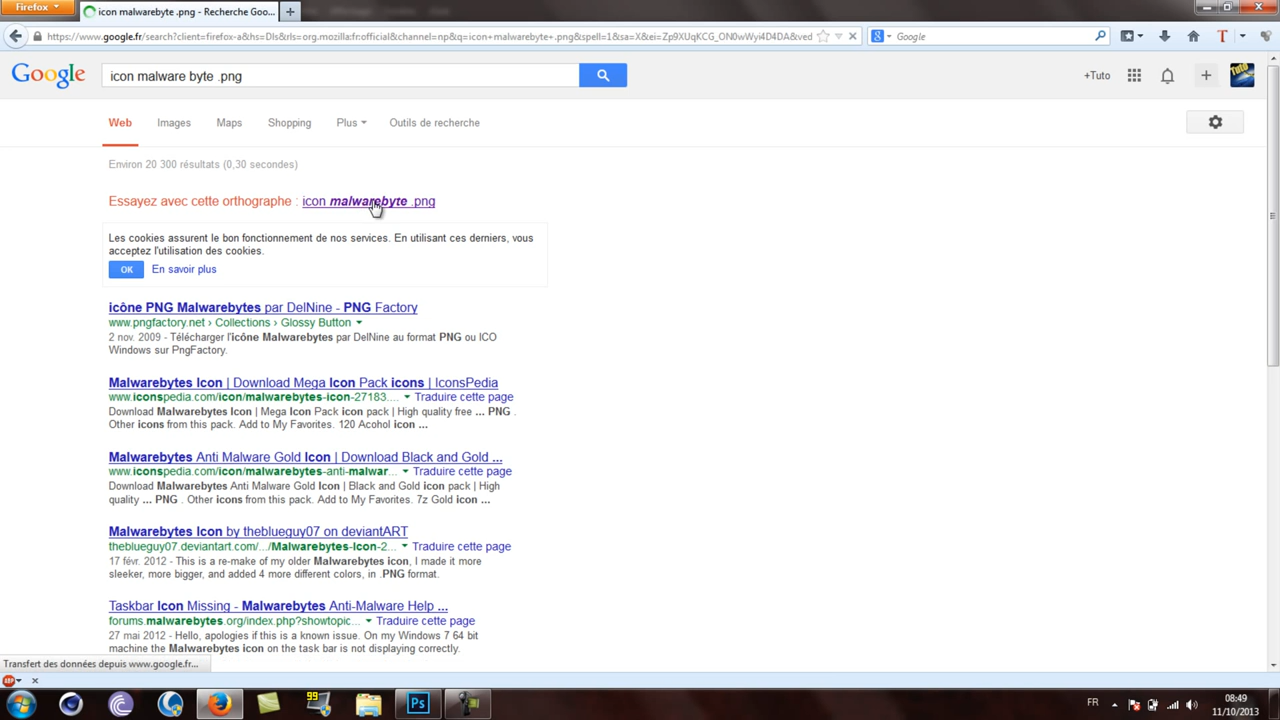 Firefox
icon malwarebyte .png - Recherche Goo...
https://www.google.fr/search?client=firefox-a&hs=Dls&rls=org.mozilla:fr:official&channel=np&q=icon+malwarebyte+.png&spell=1&sa=X&ei=Zp9XUqKCG_ON0wWyi4D4DA&ved
Google
Google
icon malware byte .png
+Tuto
Web
Images
Maps
Shopping
Plus
Outils de recherche
Environ 20 300 résultats (0,30 secondes)
Essayez avec cette orthographe : icon malwarebyte .png
Les cookies assurent le bon fonctionnement de nos services. En utilisant ces derniers, vous
acceptez l'utilisation des cookies.
OK
En savoir plus
icône PNG Malwarebytes par DelNine - PNG Factory
www.pngfactory.net › Collections › Glossy Button
2 nov. 2009 - Télécharger l'icône Malwarebytes par DelNine au format PNG ou ICO
Windows sur PngFactory.
Malwarebytes Icon | Download Mega Icon Pack icons | IconsPedia
www.iconspedia.com/icon/malwarebytes-icon-27183.... Traduire cette page
Download Malwarebytes Icon | Mega Icon Pack icon pack | High quality free ... PNG .
Other icons from this pack. Add to My Favorites. 120 Acohol icon ...
Malwarebytes Anti Malware Gold Icon | Download Black and Gold ...
www.iconspedia.com/icon/malwarebytes-anti-malwar... Traduire cette page
Download Malwarebytes Anti Malware Gold Icon | Black and Gold icon pack | High
quality ... PNG . Other icons from this pack. Add to My Favorites. 7z Gold icon ...
Malwarebytes Icon by theblueguy07 on deviantART
theblueguy07.deviantart.com/.../Malwarebytes-Icon-2... Traduire cette page
17 févr. 2012 - This is a re-make of my older Malwarebytes icon, I made it more
sleeker, more bigger, and added 4 more different colors, in .PNG format.
Taskbar Icon Missing - Malwarebytes Anti-Malware Help ...
forums.malwarebytes.org/index.php?showtopic... Traduire cette page
27 mai 2012 - Hello, apologies if this is a known issue. On my Windows 7 64 bit
machine the Malwarebytes icon on the task bar is not displaying correctly.
Transfert des données depuis www.google.fr...
ABP
99
Ps
FR
08:49
11/10/2013